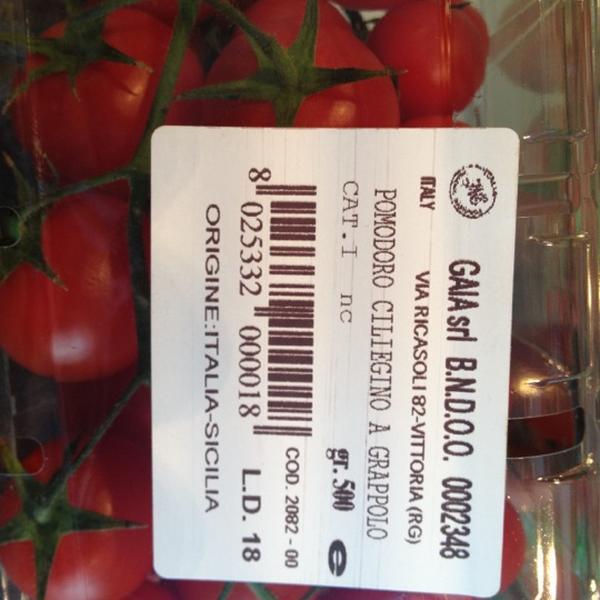 GAIA srl B.N.D.O.O. 0002348
ITALY VIA RICASOLI 82-VITTORIA (RG)
POMODORO CILIEGINO A GRAPPOLO
CAT.I nc gr. 500 e
COD. 2082 - 00
8 025332 000018 L.D. 18
ORIGINE:ITALIA-SICILIA